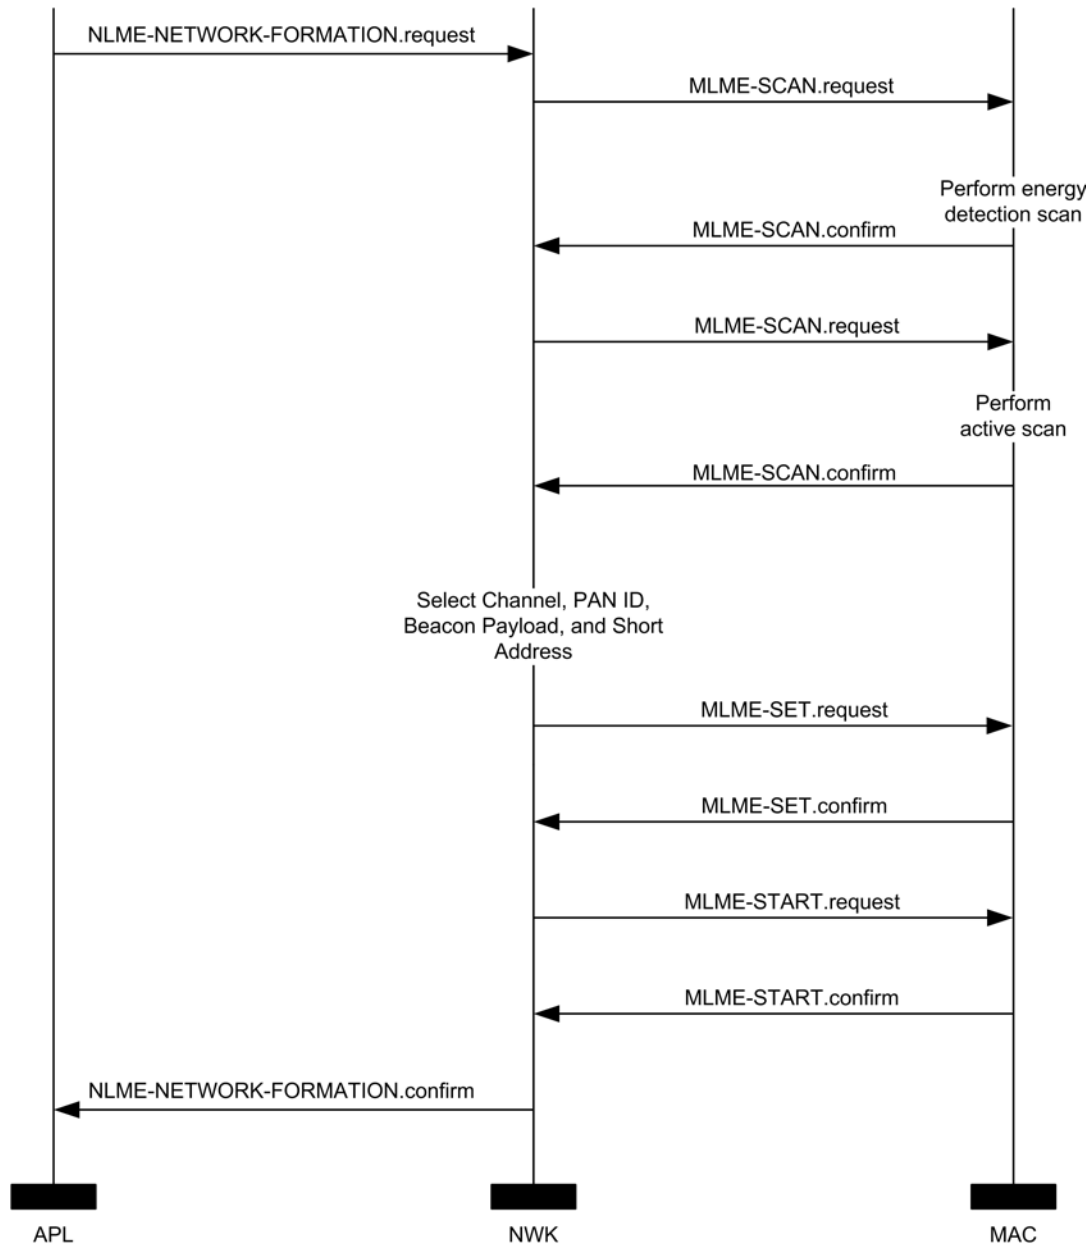 NLME-NETWORK-FORMATION.request
MLME-SCAN.request
Perform energy
detection scan
MLME-SCAN.confirm
MLME-SCAN.request
Perform
active scan
MLME-SCAN.confirm
Select Channel, PAN ID,
Beacon Payload, and Short
Address
MLME-SET.request
MLME-SET.confirm
MLME-START.request
MLME-START.confirm
NLME-NETWORK-FORMATION.confirm
APL
NWK
MAC